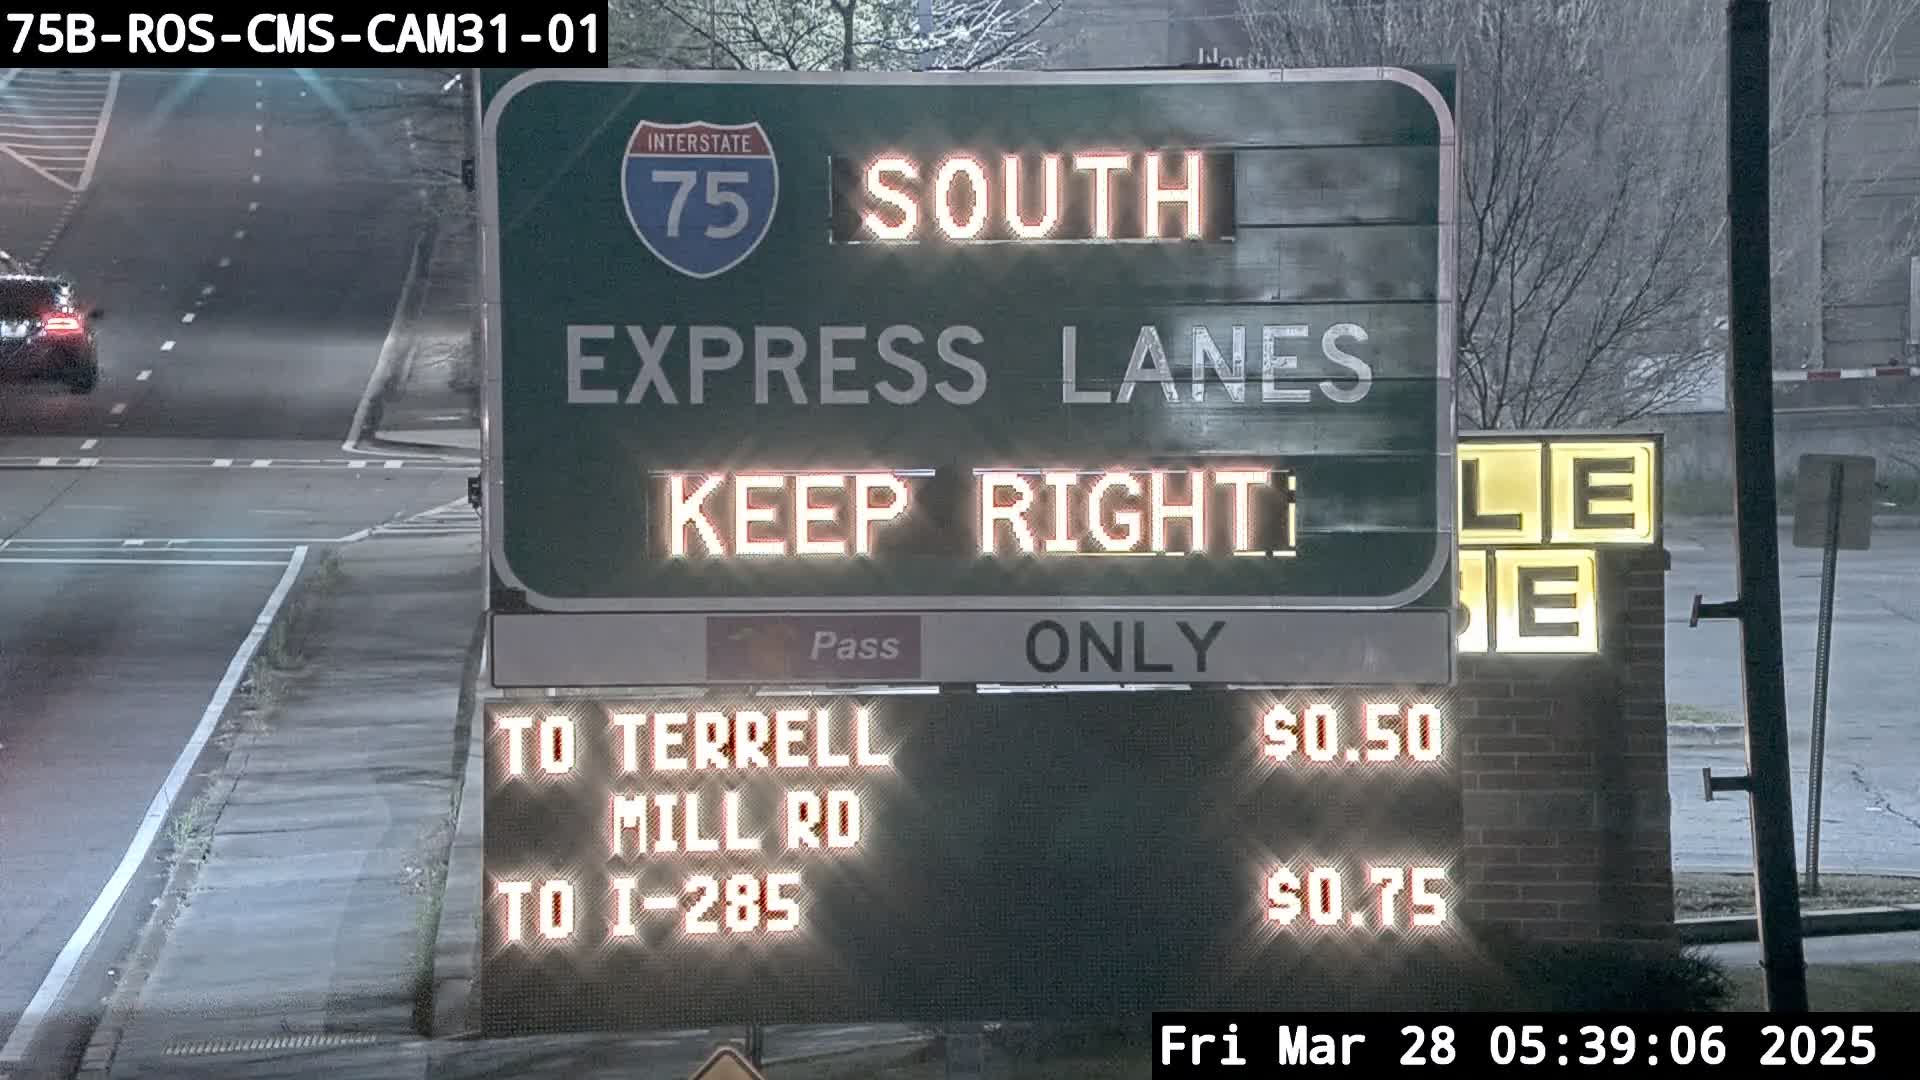 75B-ROS-CMS-CAM31-01
INTERSTATE
75
SOUTH
EXPRESS LANES
KEEP RIGHT
Pass ONLY
TO TERRELL $0.50
MILL RD
TO I-285 $0.75
LE
E
Fri Mar 28 05:39:06 2025